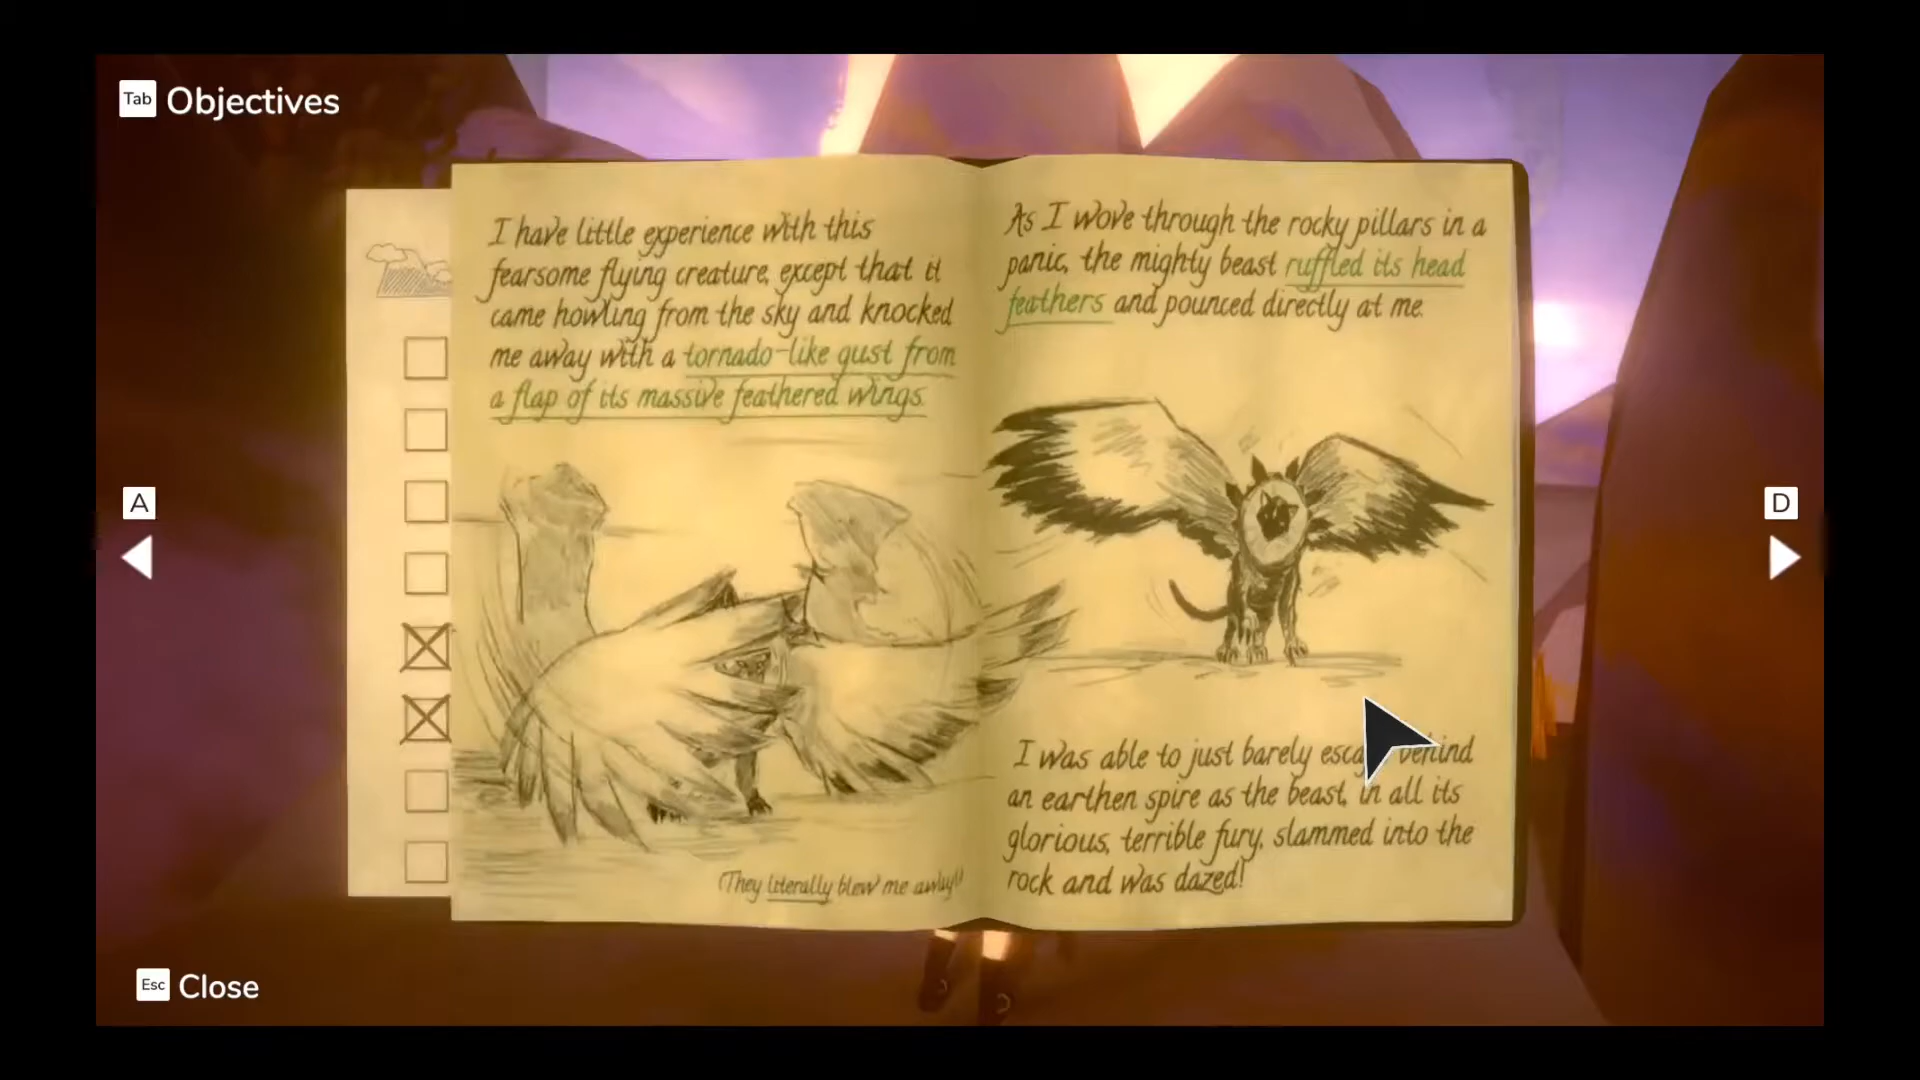 Tab Objectives
I have little experience with this
fearsome flying creature, except that it
came howling from the sky and knocked
me away with a tornado-like gust from
a flap of its massive feathered wings.
(They literally blew me away!)
As I wove through the rocky pillars in a
panic, the mighty beast ruffled its head
feathers and pounced directly at me.
I was able to just barely behind
an earthen spire as the beast, in all its
glorious, terrible fury, slammed into the
rock and was dazed!
A
D
Esc Close